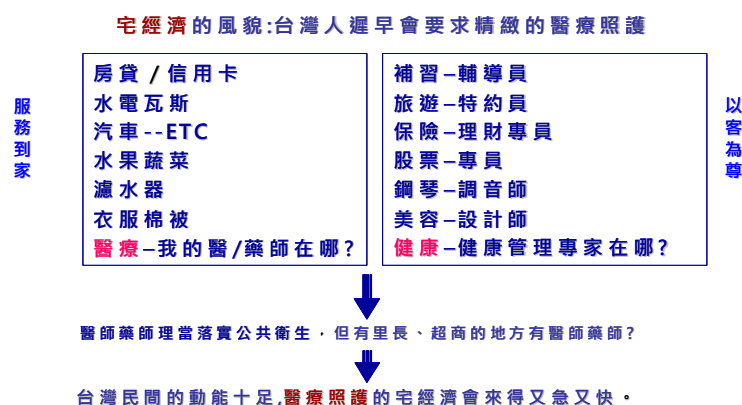 宅經濟的風貌:台灣人遲早會要求精緻的醫療照護
服務到家
房貸 / 信用卡
水電瓦斯
汽車--ETC
水果蔬菜
濾水器
衣服棉被
醫療–我的醫/藥師在哪?
補習–輔導員
旅遊–特約員
保險–理財專員
股票–專員
鋼琴–調音師
美容–設計師
健康–健康管理專家在哪?
以客為尊
醫師藥師理當落實公共衛生，但有里長、超商的地方有醫師藥師?
台灣民間的動能十足,醫療照護的宅經濟會來得又急又快。